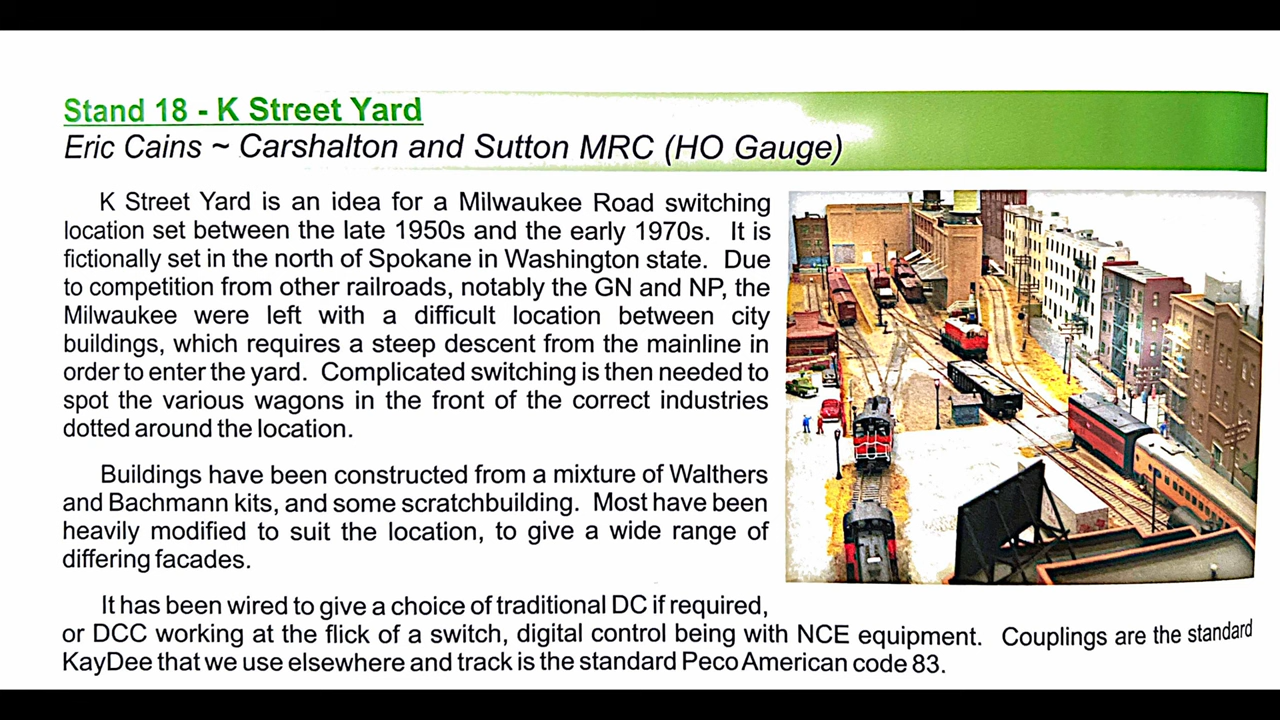 Stand 18 - K Street Yard
Eric Cains ~ Carshalton and Sutton MRC (HO Gauge)
K Street Yard is an idea for a Milwaukee Road switching
location set between the late 1950s and the early 1970s. It is
fictionally set in the north of Spokane in Washington state. Due
to competition from other railroads, notably the GN and NP, the
Milwaukee were left with a difficult location between city
buildings, which requires a steep descent from the mainline in
order to enter the yard. Complicated switching is then needed to
spot the various wagons in the front of the correct industries
dotted around the location.
Buildings have been constructed from a mixture of Walthers
and Bachmann kits, and some scratchbuilding. Most have been
heavily modified to suit the location, to give a wide range of
differing facades.
It has been wired to give a choice of traditional DC if required,
or DCC working at the flick of a switch, digital control being with NCE equipment. Couplings are the standard
KayDee that we use elsewhere and track is the standard Peco American code 83.